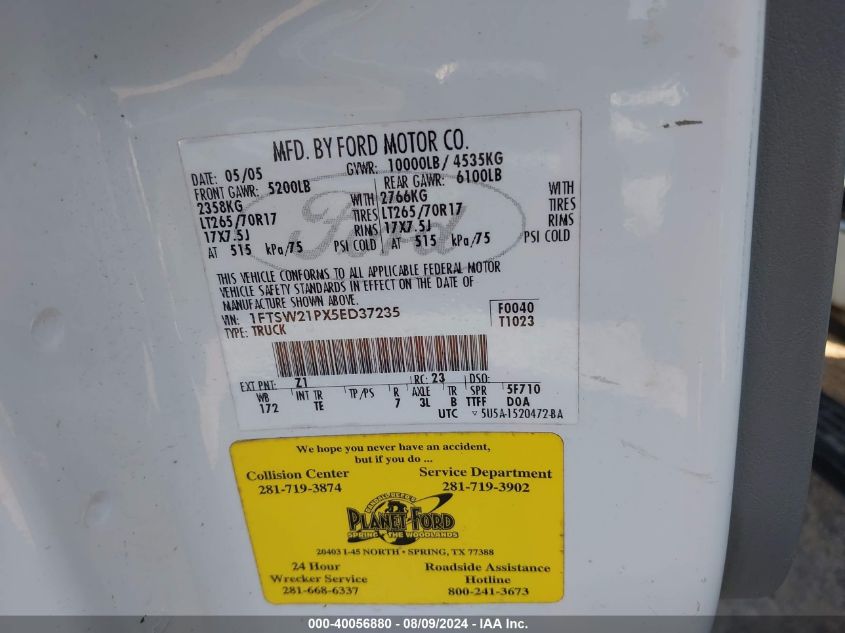 MFD. BY FORD MOTOR CO.
DATE: 05/05 GVWR: 10000LB/ 4535KG
FRONT GAWR: 5200LB REAR GAWR: 6100LB
2358KG WITH 2766KG WITH
LT265/70R17 TIRES LT265/70R17 TIRES
17X7.5J RIMS 17X7.5J RIMS
AT 515 kPa/75 PSI COLD AT 515 kPa/75 PSI COLD
Ford
THIS VEHICLE CONFORMS TO ALL APPLICABLE FEDERAL MOTOR
VEHICLE SAFETY STANDARDS IN EFFECT ON THE DATE OF
MANUFACTURE SHOWN ABOVE.
VIN: 1FTSW21PX5ED37235 F0040
TYPE: TRUCK T1023
EXT PNT: Z1 RC: 23 DSO:
WB INT TR TP/PS R AXLE TR SPR 5F710
172 TE 7 3L B TTFF DOA
UTC 5U5A-1520472-BA
We hope you never have an accident,
but if you do ...
Collision Center Service Department
281-719-3874 281-719-3902
RANDALL REED'S
PLANET FORD
SPRING THE WOODLANDS
20403 I-45 NORTH • SPRING, TX 77388
24 Hour Roadside Assistance
Wrecker Service Hotline
281-668-6337 800-241-3673
000-40056880 - 08/09/2024 - IAA Inc.